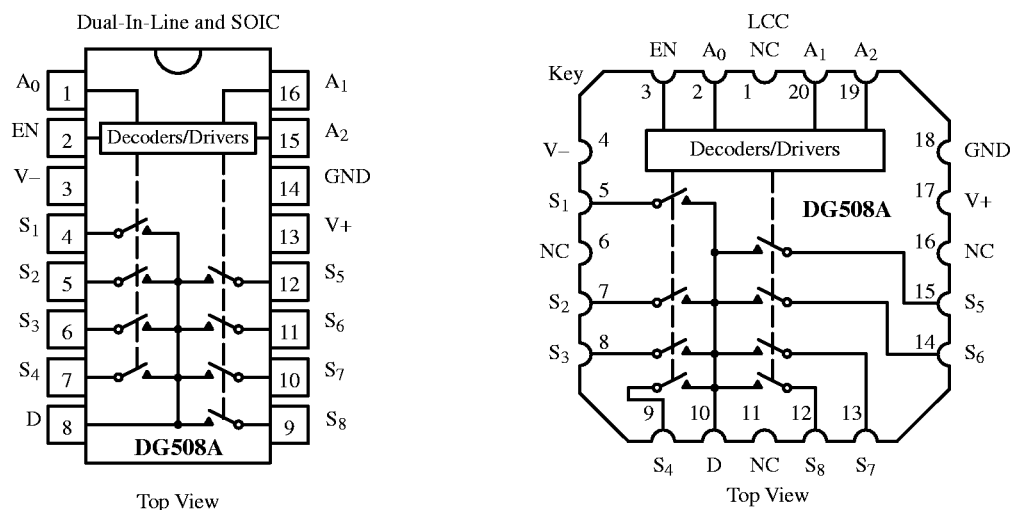 Dual-In-Line and SOIC
A0 1 16 A1
EN 2 Decoders/Drivers 15 A2
V– 3 14 GND
S1 4 13 V+
S2 5 12 S5
S3 6 11 S6
S4 7 10 S7
D 8 9 S8
DG508A
Top View
LCC
EN A0 NC A1 A2
Key
3 2 1 20 19
V– 4 Decoders/Drivers 18 GND
S1 5 17 V+
DG508A
NC 6 16 NC
S2 7 15 S5
S3 8 14 S6
9 10 11 12 13
S4 D NC S8 S7
Top View